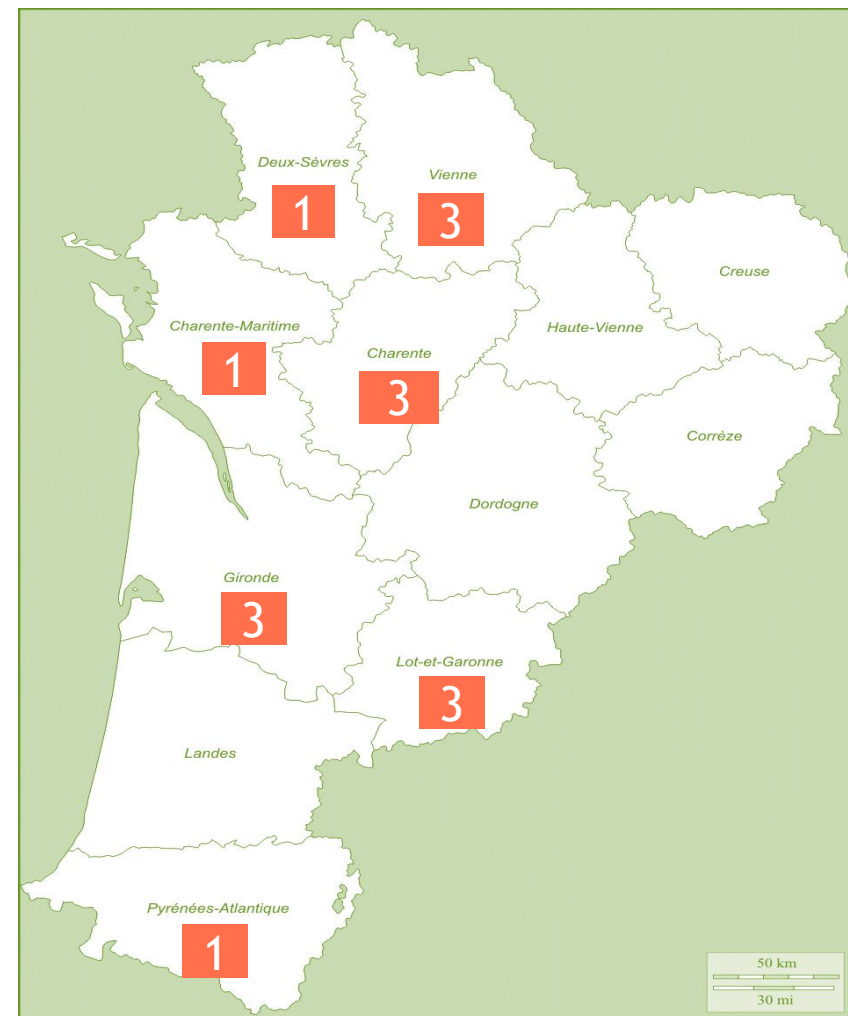 Deux-Sèvres
1
Vienne
3
Creuse
Charente-Maritime
1
Charente
3
Haute-Vienne
Corrèze
Dordogne
Gironde
3
Lot-et-Garonne
3
Landes
Pyrénées-Atlantique
1
50 km
30 mi